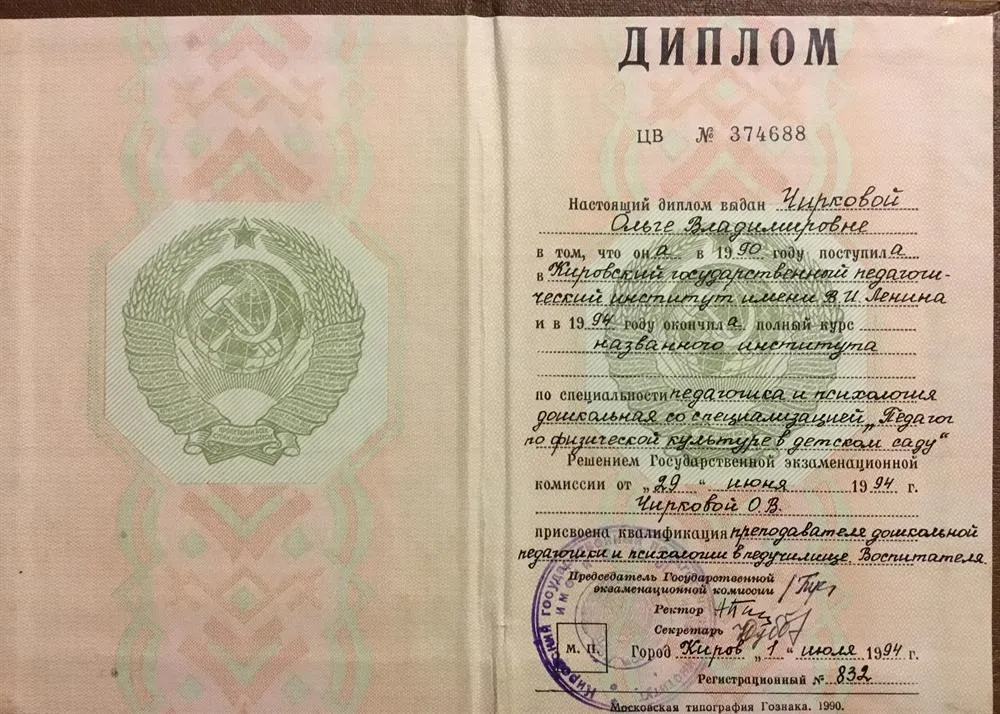 ДИПЛОМ
ЦВ № 374688
Настоящий диплом выдан Чирковой
Ольге Владимировне
в том, что она в 1990 году поступила
в Кировский государственный педагоги-
ческий институт имени В.И. Ленина
и в 1994 году окончила полный курс
названного института
по специальности педагогика и психология
дошкольная со специализацией „Педагог
по физической культуре в детском саду"
Решением Государственной экзаменационной
комиссии от „29" июня 1994 г.
Чирковой О.В.
присвоена квалификация преподавателя дошкольной
педагогики и психологии в педучилище. Воспитателя.
Председатель Государственной
экзаменационной комиссии
Ректор
Секретарь
М. П. Город Киров „1" июля 1994 г.
Регистрационный № 832
Московская типография Гознака. 1990.
Кировский государ